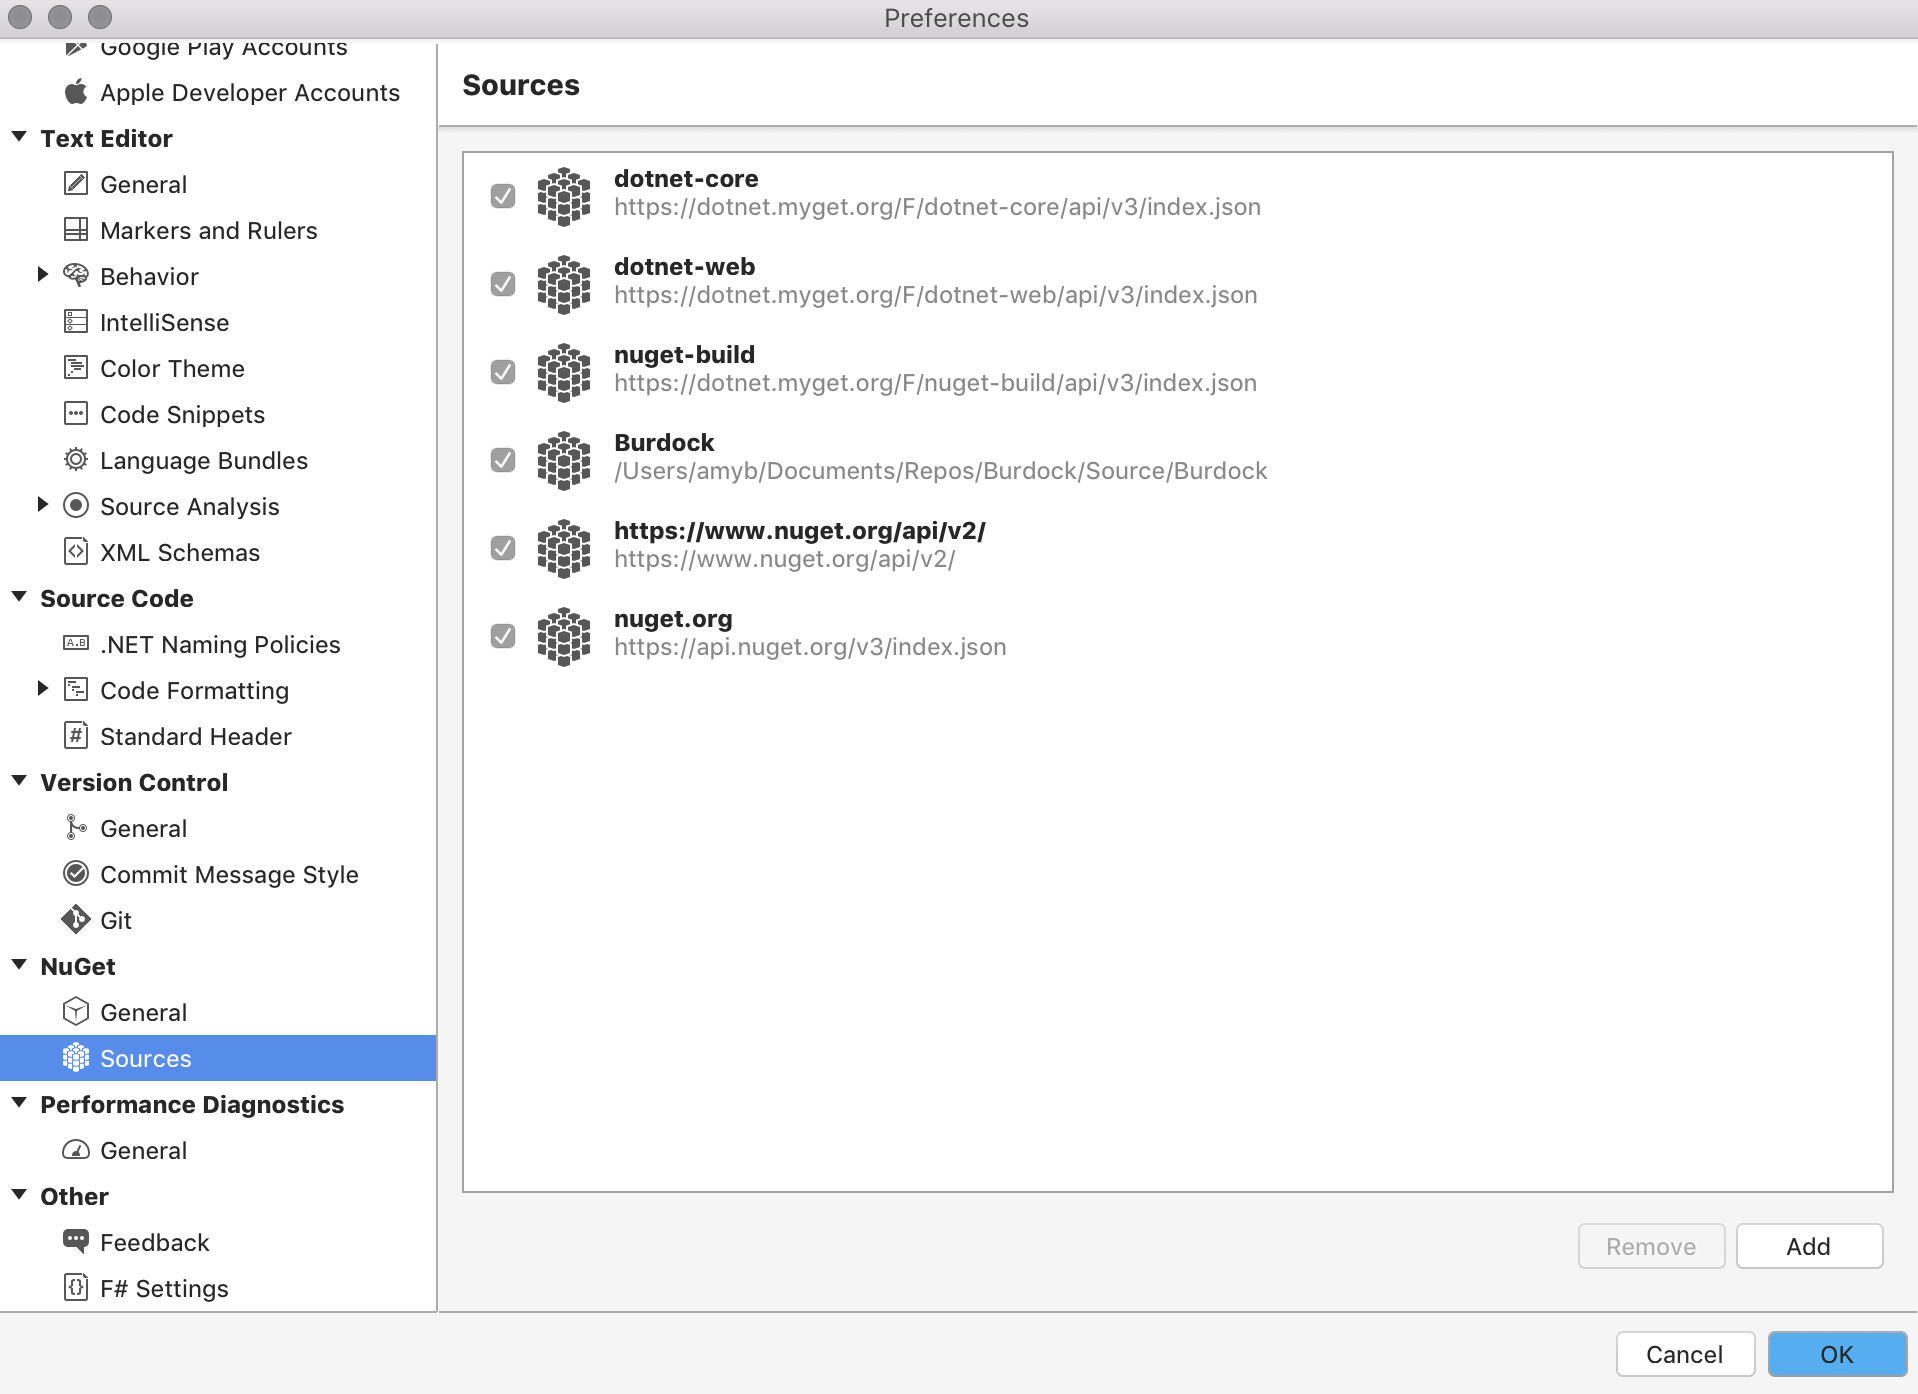 Preferences
Google Play Accounts
Apple Developer Accounts
Text Editor
General
Markers and Rulers
Behavior
IntelliSense
Color Theme
Code Snippets
Language Bundles
Source Analysis
XML Schemas
Source Code
.NET Naming Policies
Code Formatting
Standard Header
Version Control
General
Commit Message Style
Git
NuGet
General
Sources
Performance Diagnostics
General
Other
Feedback
F# Settings
Sources
dotnet-core
https://dotnet.myget.org/F/dotnet-core/api/v3/index.json
dotnet-web
https://dotnet.myget.org/F/dotnet-web/api/v3/index.json
nuget-build
https://dotnet.myget.org/F/nuget-build/api/v3/index.json
Burdock
/Users/amyb/Documents/Repos/Burdock/Source/Burdock
https://www.nuget.org/api/v2/
https://www.nuget.org/api/v2/
nuget.org
https://api.nuget.org/v3/index.json
Remove
Add
Cancel
OK